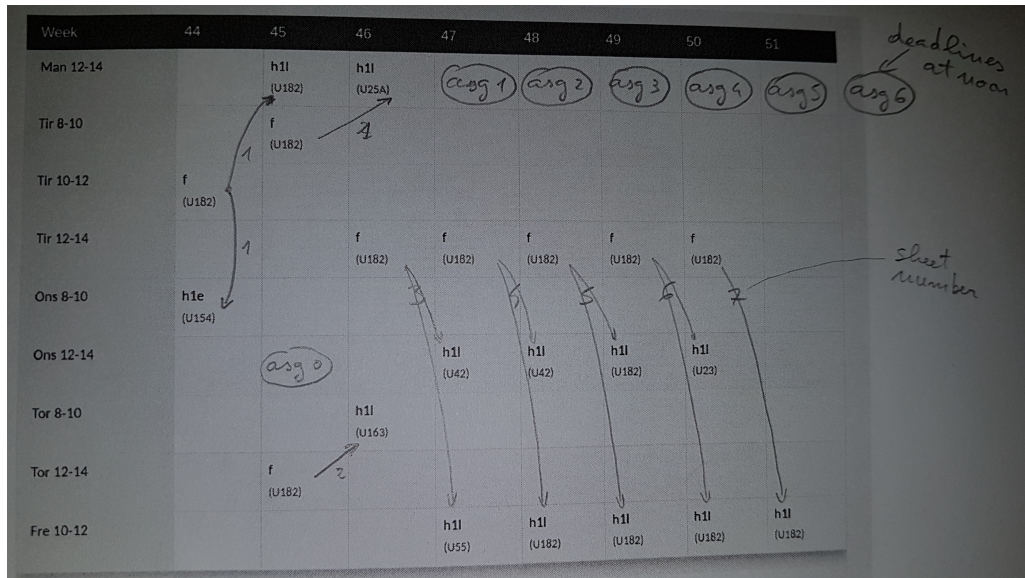 Week 44 45 46 47 48 49 50 51
deadlines
at noon
Man 12-14 h1l h1l asg 1 asg 2 asg 3 asg 4 asg 5 asg 6
(U182) (U25A)
Tir 8-10 f
(U182)
1
Tir 10-12 f
(U182)
Tir 12-14 f f f f f
1 (U182) (U182) (U182) (U182) (U182)
sheet
number
Ons 8-10 h1e 3 5 5 6 7
(U154)
Ons 12-14 h1l h1l h1l h1l
asg 0 (U42) (U42) (U182) (U23)
Tor 8-10 h1l
(U163)
Tor 12-14 f 2
(U182)
Fre 10-12 h1l h1l h1l h1l h1l
(U55) (U182) (U182) (U182) (U182)